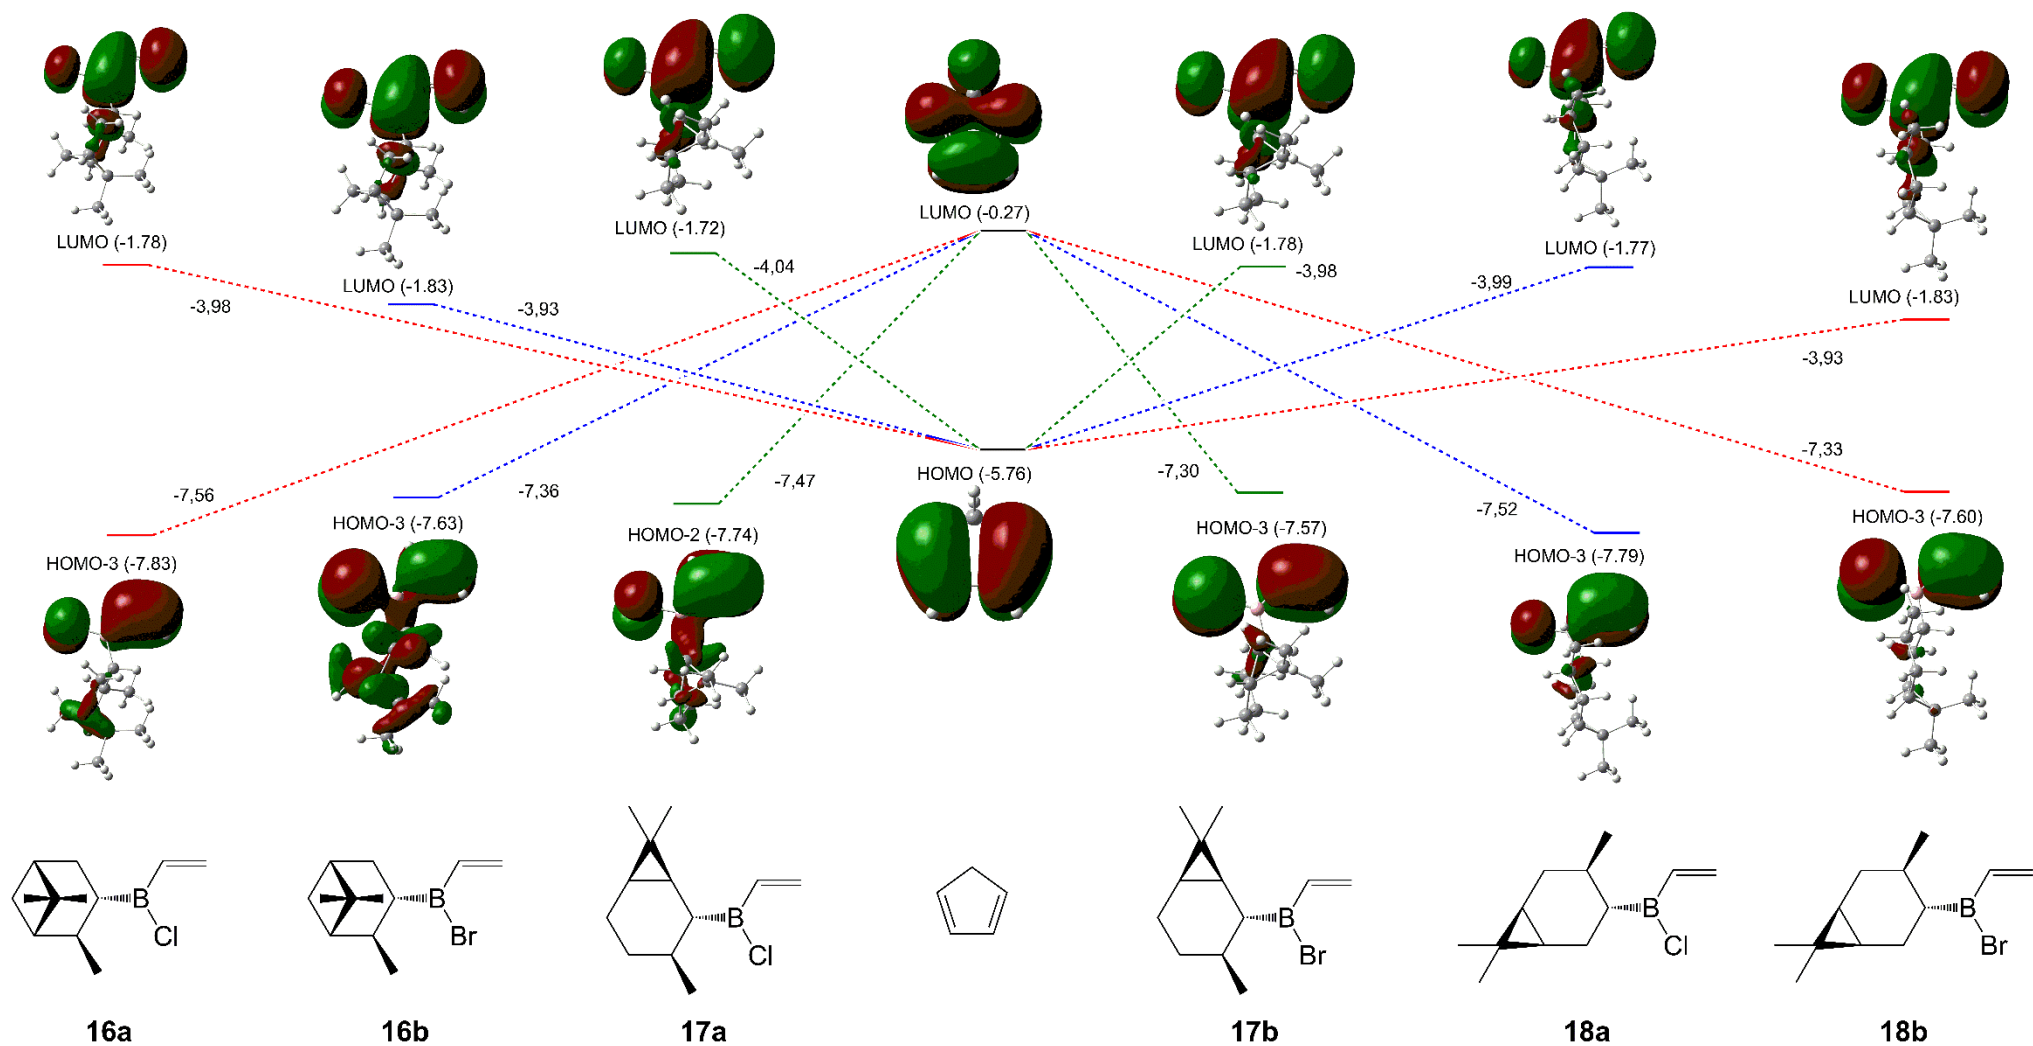 LUMO (-1.78)
LUMO (-1.83)
LUMO (-1.72)
LUMO (-0.27)
LUMO (-1.78)
LUMO (-1.77)
LUMO (-1.83)
-3,98
-3,93
-4,04
-3,98
-3,99
-3,93
-7,56
-7,36
-7,47
-7,30
-7,52
-7,33
HOMO-3 (-7.83)
HOMO-3 (-7.63)
HOMO-2 (-7.74)
HOMO (-5.76)
HOMO-3 (-7.57)
HOMO-3 (-7.79)
HOMO-3 (-7.60)
B
Cl
B
Br
B
Cl
B
Br
B
Cl
B
Br
16a
16b
17a
17b
18a
18b